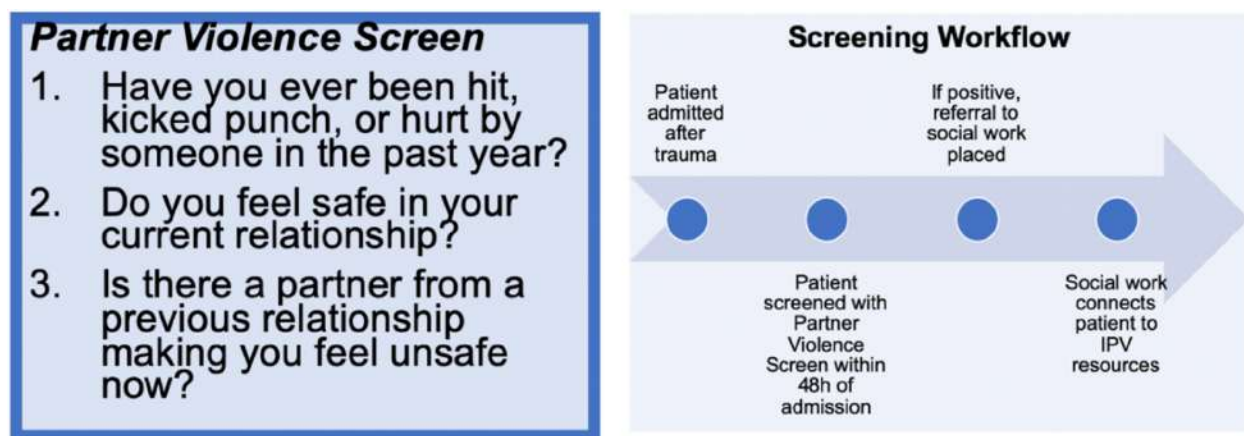 Partner Violence Screen
1. Have you ever been hit,
kicked punch, or hurt by
someone in the past year?
2. Do you feel safe in your
current relationship?
3. Is there a partner from a
previous relationship
making you feel unsafe
now?
Screening Workflow
Patient
admitted
after
trauma
Patient
screened with
Partner
Violence
Screen within
48h of
admission
If positive,
referral to
social work
placed
Social work
connects
patient to
IPV
resources